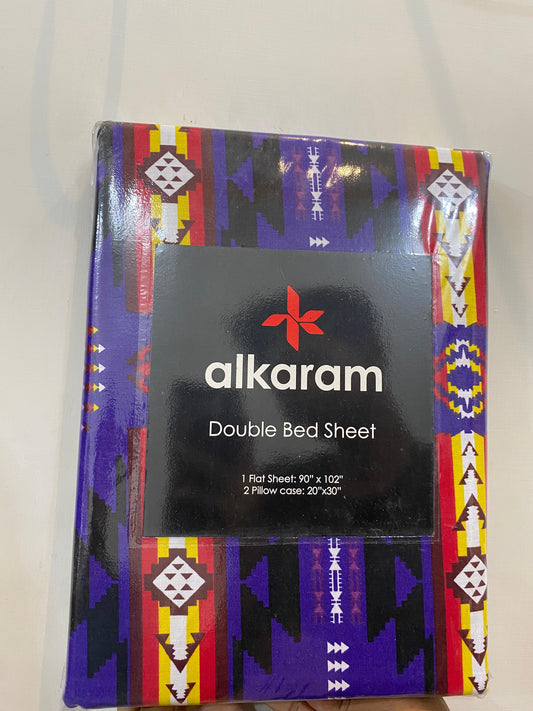 alkaram
Double Bed Sheet
1 Flat Sheet: 90" x 102"
2 Pillow case: 20"x30"